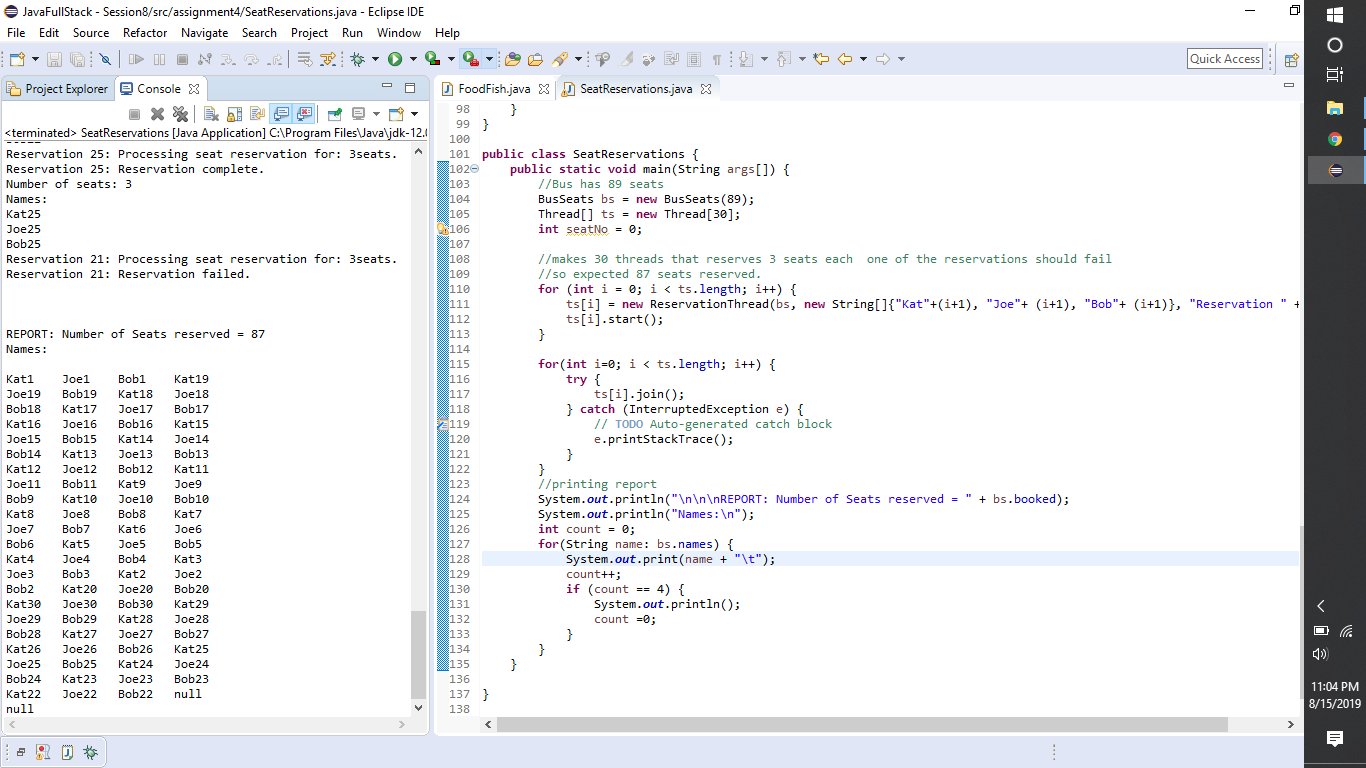 JavaFullStack - Session8/src/assignment4/SeatReservations.java - Eclipse IDE
File Edit Source Refactor Navigate Search Project Run Window Help
Quick Access
Project Explorer Console
<terminated> SeatReservations [Java Application] C:\Program Files\Java\jdk-12.0
Reservation 25: Processing seat reservation for: 3seats.
Reservation 25: Reservation complete.
Number of seats: 3
Names:
Kat25
Joe25
Bob25
Reservation 21: Processing seat reservation for: 3seats.
Reservation 21: Reservation failed.
REPORT: Number of Seats reserved = 87
Names:
Kat1 Joe1 Bob1 Kat19
Joe19 Bob19 Kat18 Joe18
Bob18 Kat17 Joe17 Bob17
Kat16 Joe16 Bob16 Kat15
Joe15 Bob15 Kat14 Joe14
Bob14 Kat13 Joe13 Bob13
Kat12 Joe12 Bob12 Kat11
Joe11 Bob11 Kat9 Joe9
Bob9 Kat10 Joe10 Bob10
Kat8 Joe8 Bob8 Kat7
Joe7 Bob7 Kat6 Joe6
Bob6 Kat5 Joe5 Bob5
Kat4 Joe4 Bob4 Kat3
Joe3 Bob3 Kat2 Joe2
Bob2 Kat20 Joe20 Bob20
Kat30 Joe30 Bob30 Kat29
Joe29 Bob29 Kat28 Joe28
Bob28 Kat27 Joe27 Bob27
Kat26 Joe26 Bob26 Kat25
Joe25 Bob25 Kat24 Joe24
Bob24 Kat23 Joe23 Bob23
Kat22 Joe22 Bob22 null
null
FoodFish.java SeatReservations.java
98 }
99 }
100
101 public class SeatReservations {
102 public static void main(String args[]) {
103 //Bus has 89 seats
104 BusSeats bs = new BusSeats(89);
105 Thread[] ts = new Thread[30];
106 int seatNo = 0;
107
108 //makes 30 threads that reserves 3 seats each one of the reservations should fail
109 //so expected 87 seats reserved.
110 for (int i = 0; i < ts.length; i++) {
111 ts[i] = new ReservationThread(bs, new String[]{"Kat"+(i+1), "Joe"+ (i+1), "Bob"+ (i+1)}, "Reservation " +
112 ts[i].start();
113 }
114
115 for(int i=0; i < ts.length; i++) {
116 try {
117 ts[i].join();
118 } catch (InterruptedException e) {
119 // TODO Auto-generated catch block
120 e.printStackTrace();
121 }
122 }
123 //printing report
124 System.out.println("\n\n\nREPORT: Number of Seats reserved = " + bs.booked);
125 System.out.println("Names:\n");
126 int count = 0;
127 for(String name: bs.names) {
128 System.out.print(name + "\t");
129 count++;
130 if (count == 4) {
131 System.out.println();
132 count =0;
133 }
134 }
135 }
136
137 }
138
11:04 PM
8/15/2019